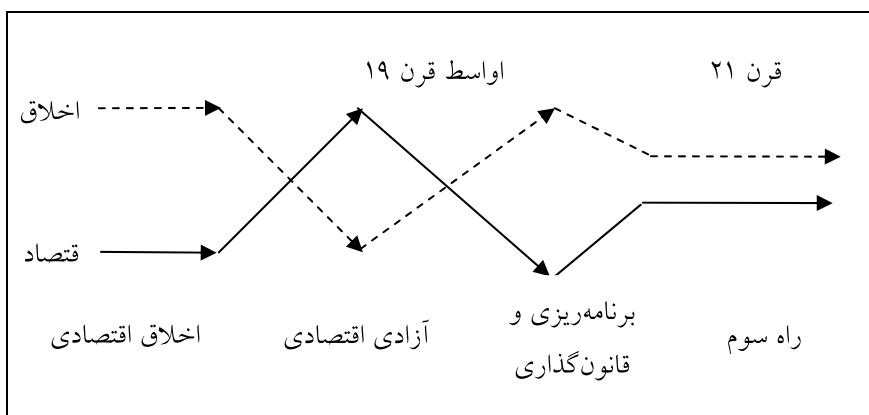 قرن ۲۱
اواسط قرن ۱۹
اخلاق
قتصاد
اخلاق اقتصادی
آزادی اقتصادی
برنامه‌ریزی و
قانون‌گذاری
راه سوم